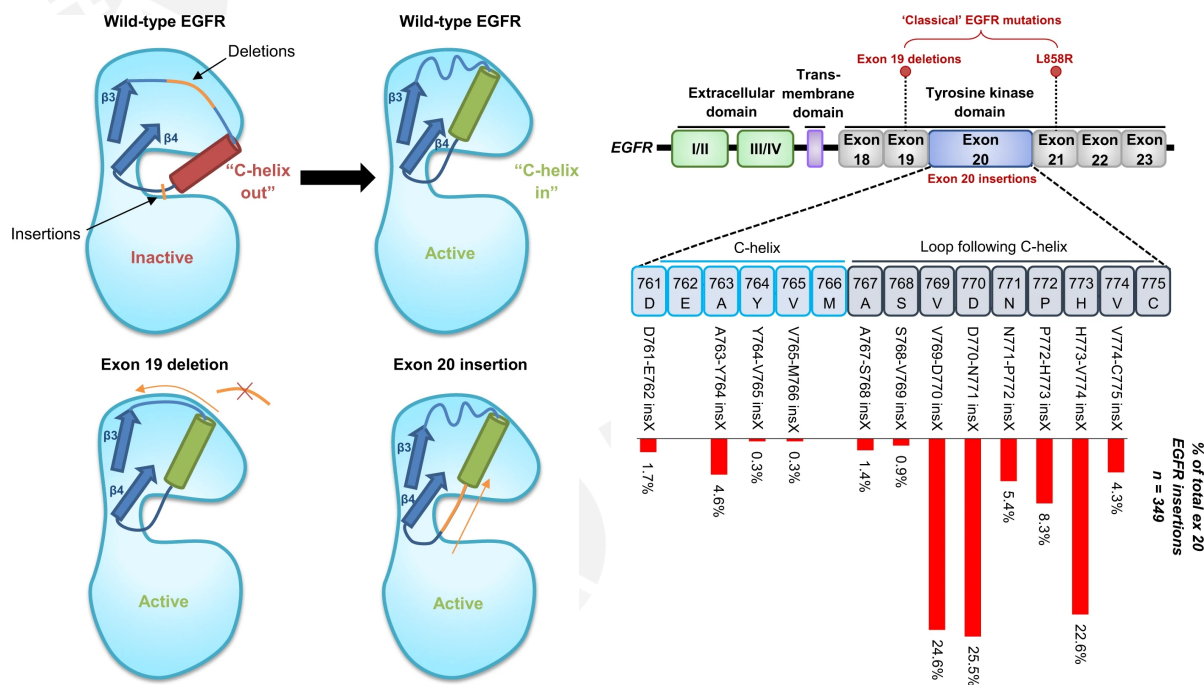 Wild-type EGFR
Deletions
β3
β4
“C-helix
out”
Insertions
Inactive
Wild-type EGFR
β3
β4
“C-helix
in”
Active
Exon 19 deletion
β3
β4
Active
Exon 20 insertion
β3
β4
Active
‘Classical’ EGFR mutations
Exon 19 deletions
L858R
Extracellular
domain
Trans-
membrane
domain
Tyrosine kinase
domain
EGFR
I/II
III/IV
Exon
18
Exon
19
Exon
20
Exon
21
Exon
22
Exon
23
Exon 20 insertions
C-helix
Loop following C-helix
761 762 763 764 765 766 767 768 769 770 771 772 773 774 775
D E A Y V M A S V D N P H V C
D761-E762 insX
A763-Y764 insX
Y764-V765 insX
V765-M766 insX
A767-S768 insX
S768-V769 insX
V769-D770 insX
D770-N771 insX
N771-P772 insX
P772-H773 insX
H773-V774 insX
V774-C775 insX
1.7%
4.6%
0.3%
0.3%
1.4%
0.9%
24.6%
25.5%
5.4%
8.3%
22.6%
4.3%
% of total ex 20
EGFR insertions
n = 349